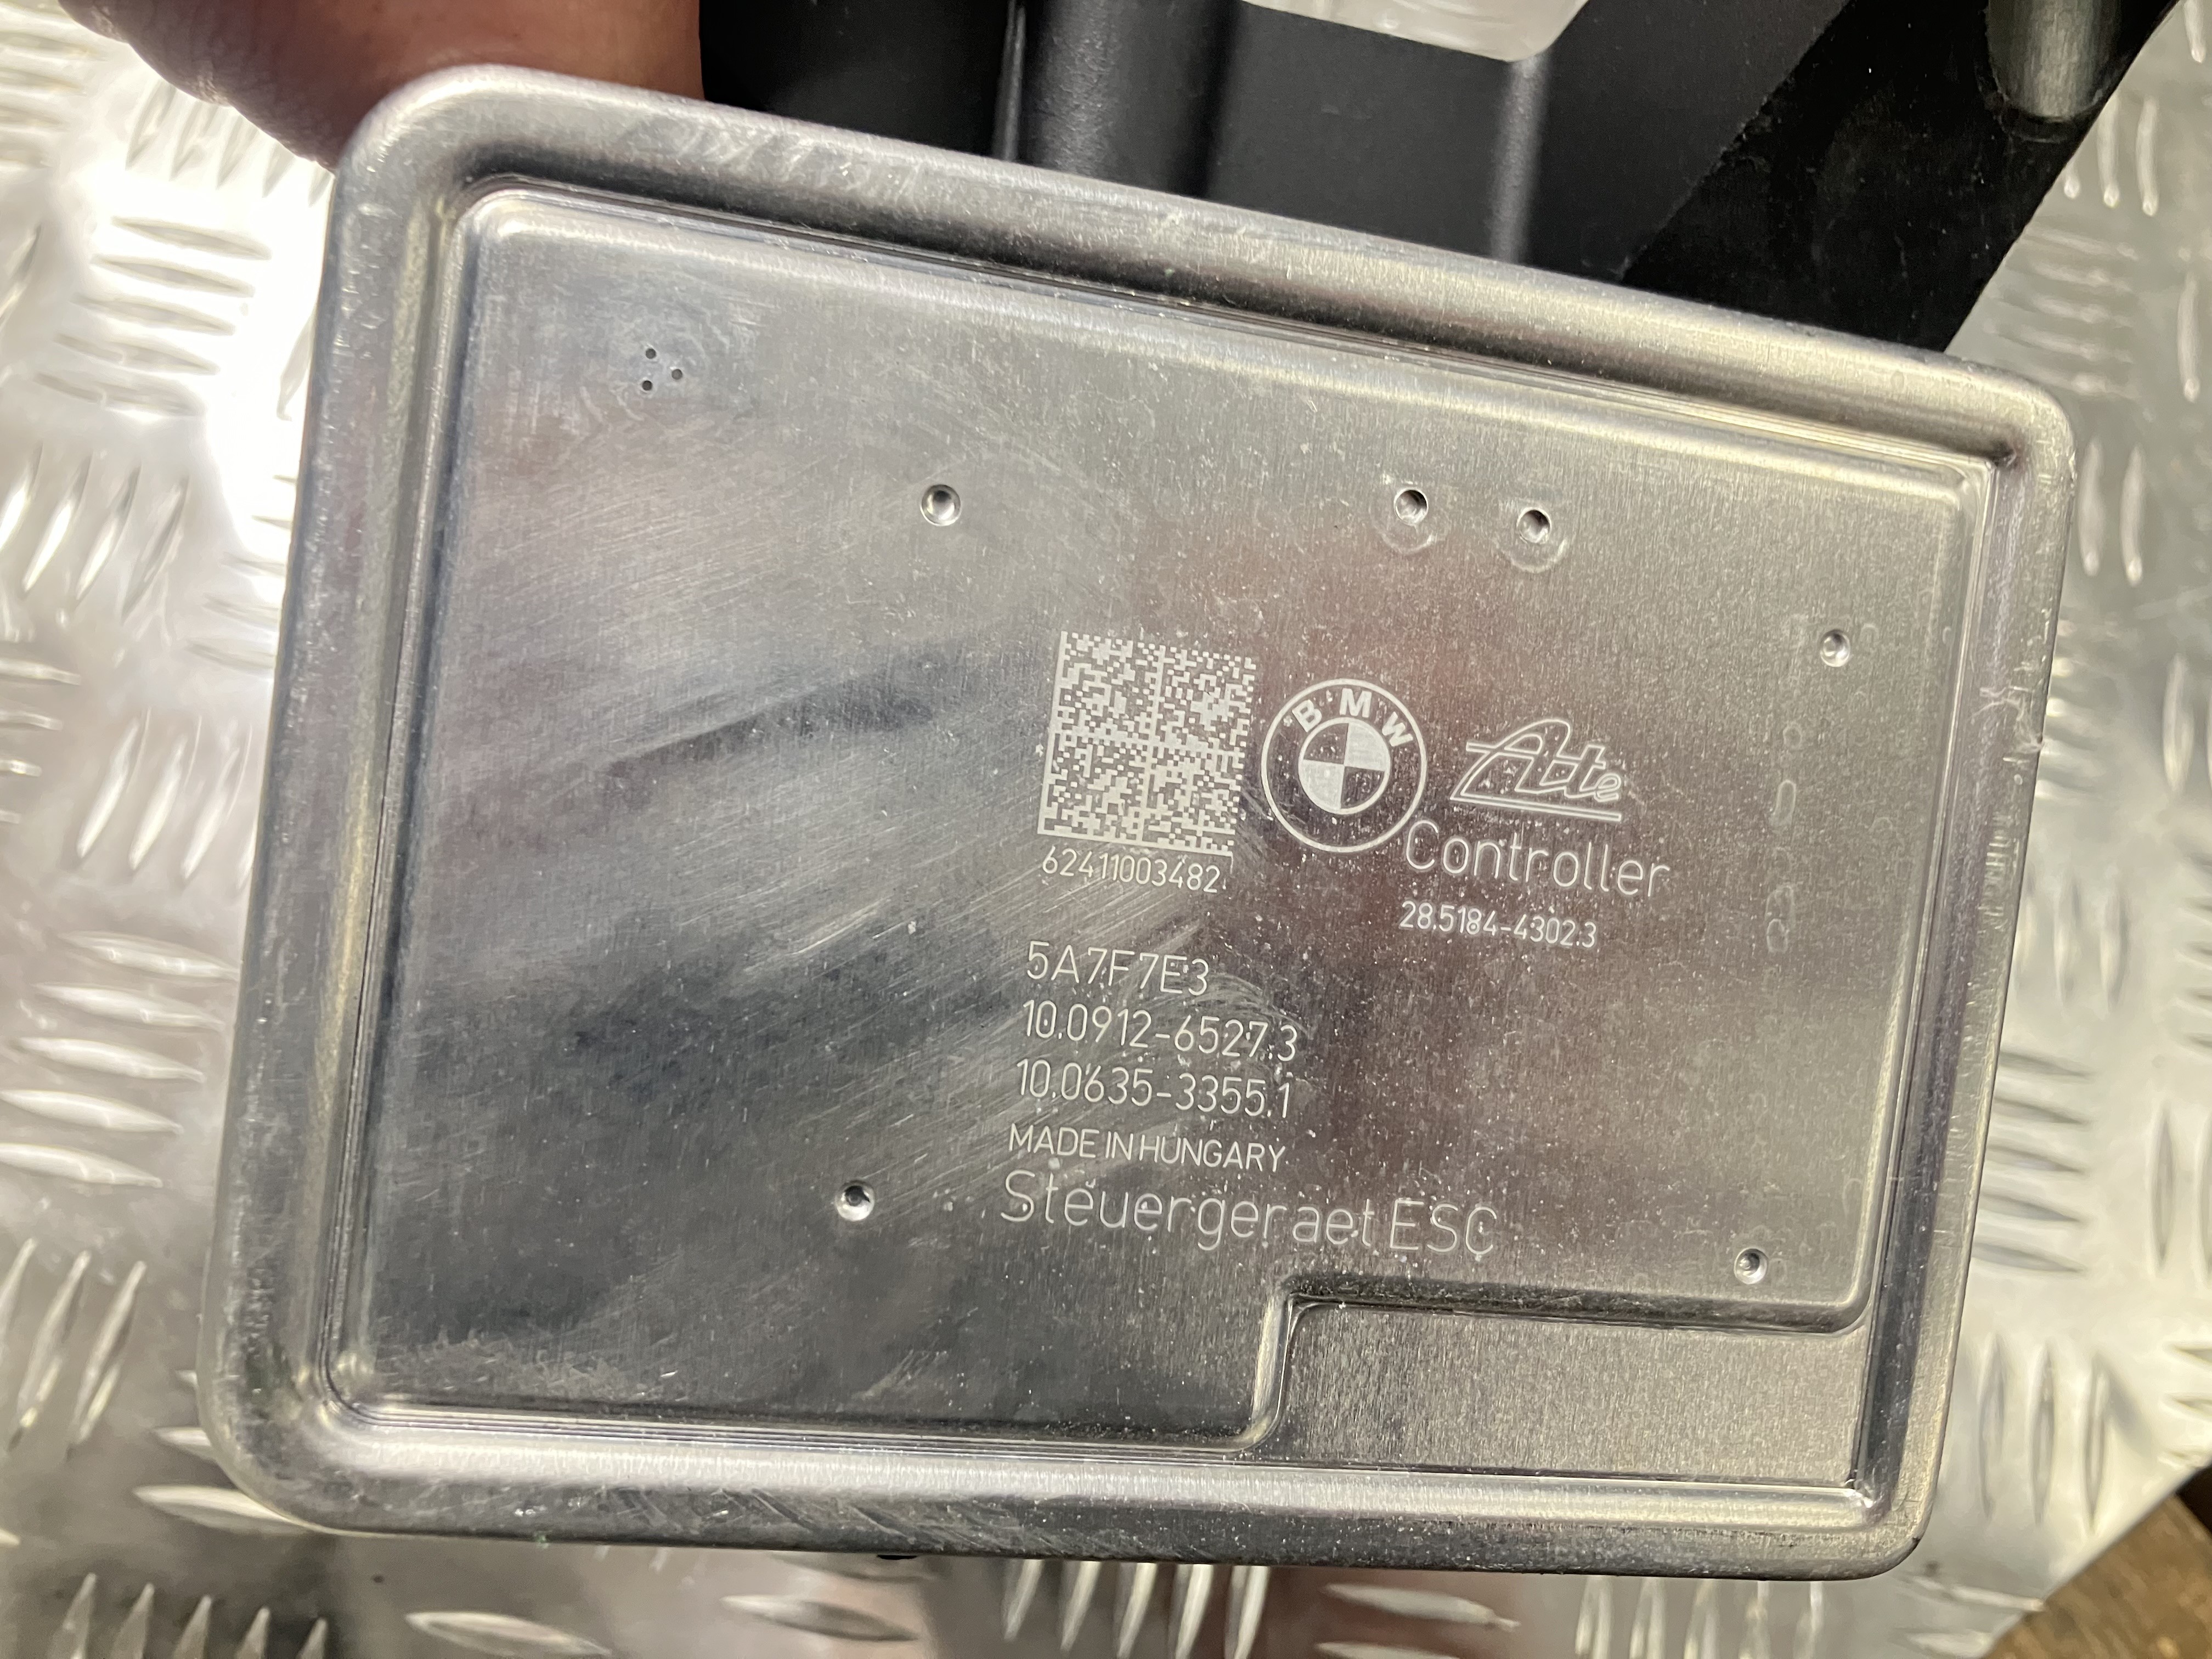 BMW
Ate
Controller
62411003482
28.5184-4302.3
5A7F7E3
10.0912-6527.3
10.0635-3355.1
MADE IN HUNGARY
Steuergeraet ESC